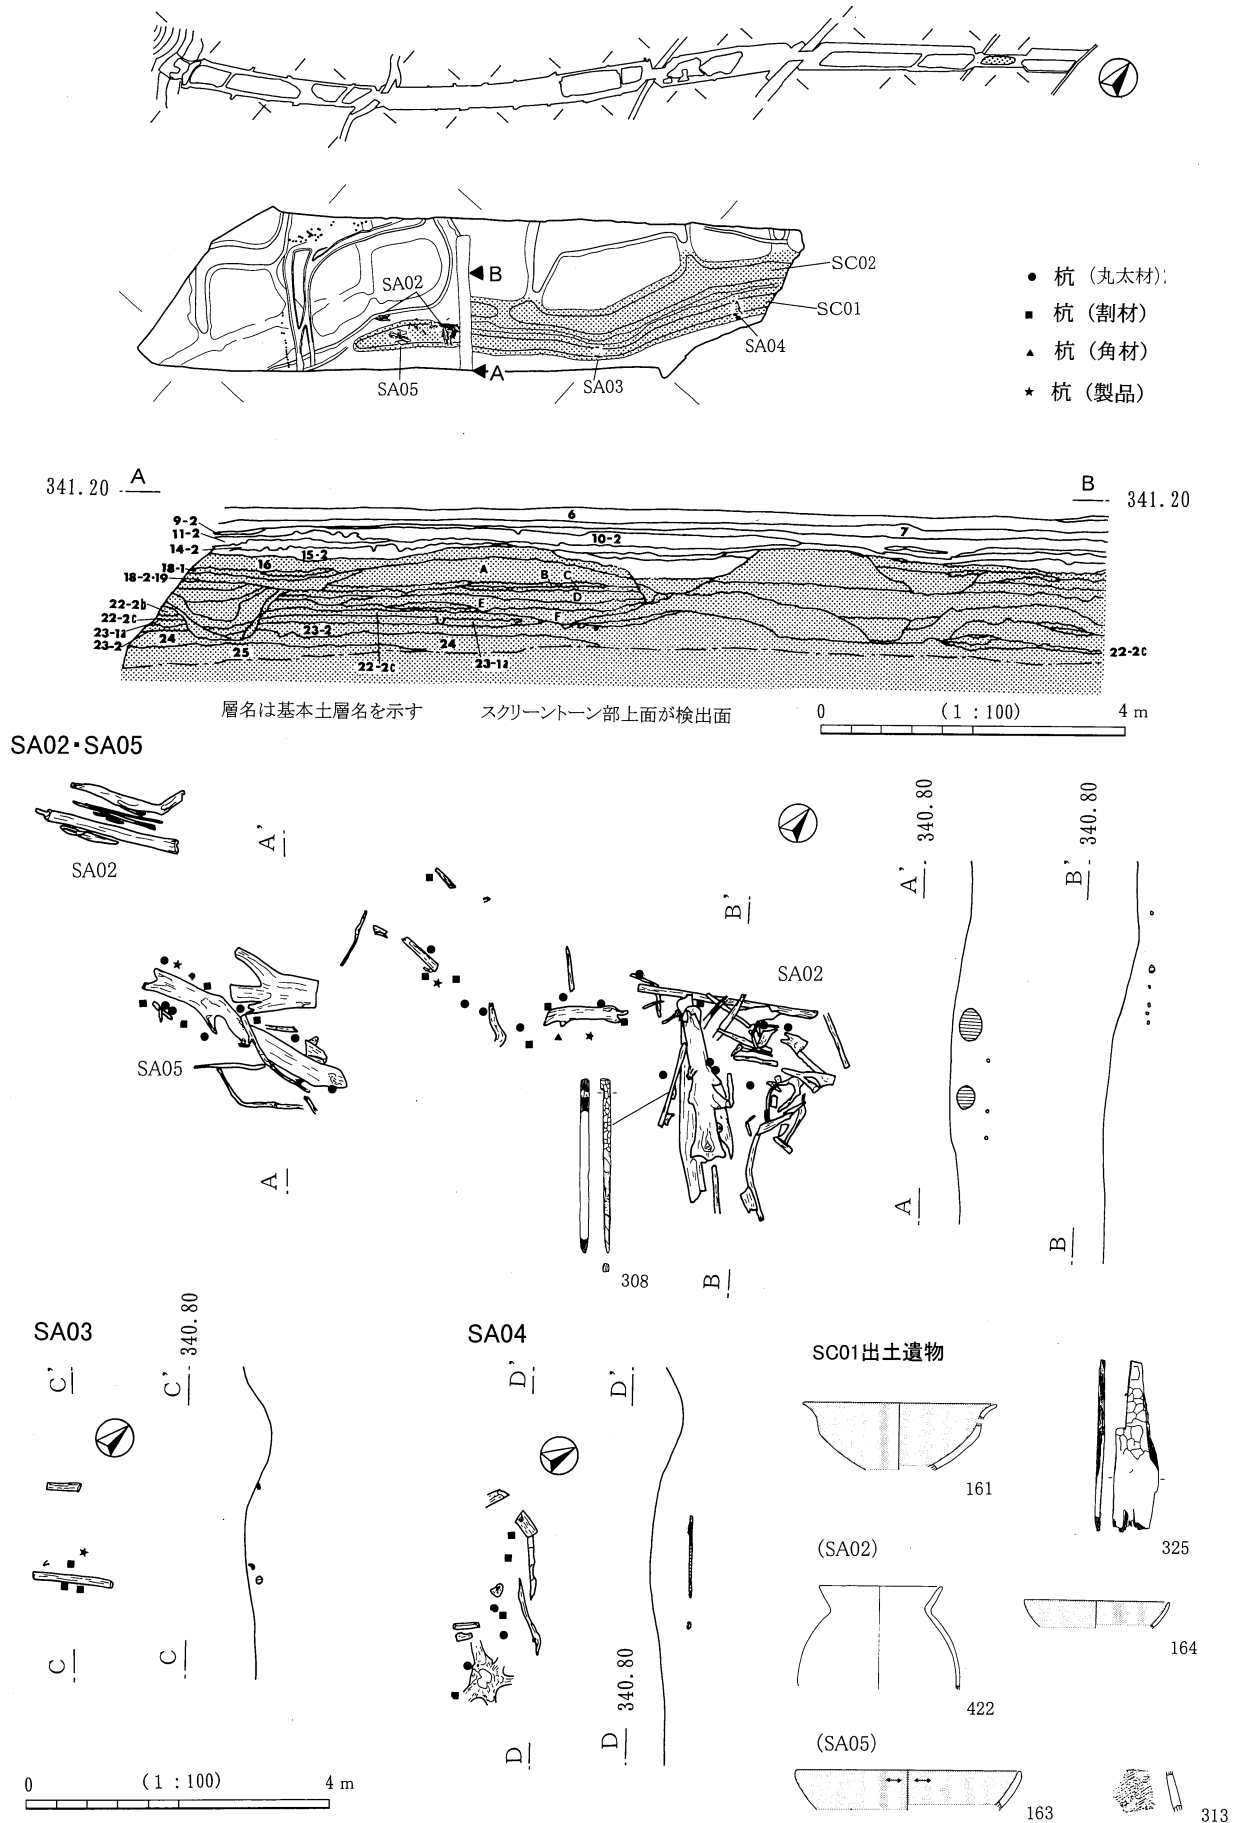 SC02
B
SA02
SC01
SA04
A
SA05
SA03
● 杭（丸太材）
■ 杭（割材）
▲ 杭（角材）
★ 杭（製品）
A
341.20
B
341.20
9-2
11-2
14-2
18-1
18-2・19
22-2b
22-2c
23-1a
23-2
24
25
16
15-2
6
7
10-2
A
B
C
D
E
F
23-2
24
22-2c
23-1a
22-2c
層名は基本土層名を示す　スクリーントーン部上面が検出面
0 (1：100) 4 m
SA02・SA05
SA02
A'
B'
SA02
SA05
A
308
B
A'
340.80
B'
340.80
A
B
SA03
C'
C'
340.80
C
C
SA04
D'
D'
D
D
340.80
SC01出土遺物
161
325
(SA02)
422
164
(SA05)
163
313
0 (1：100) 4 m